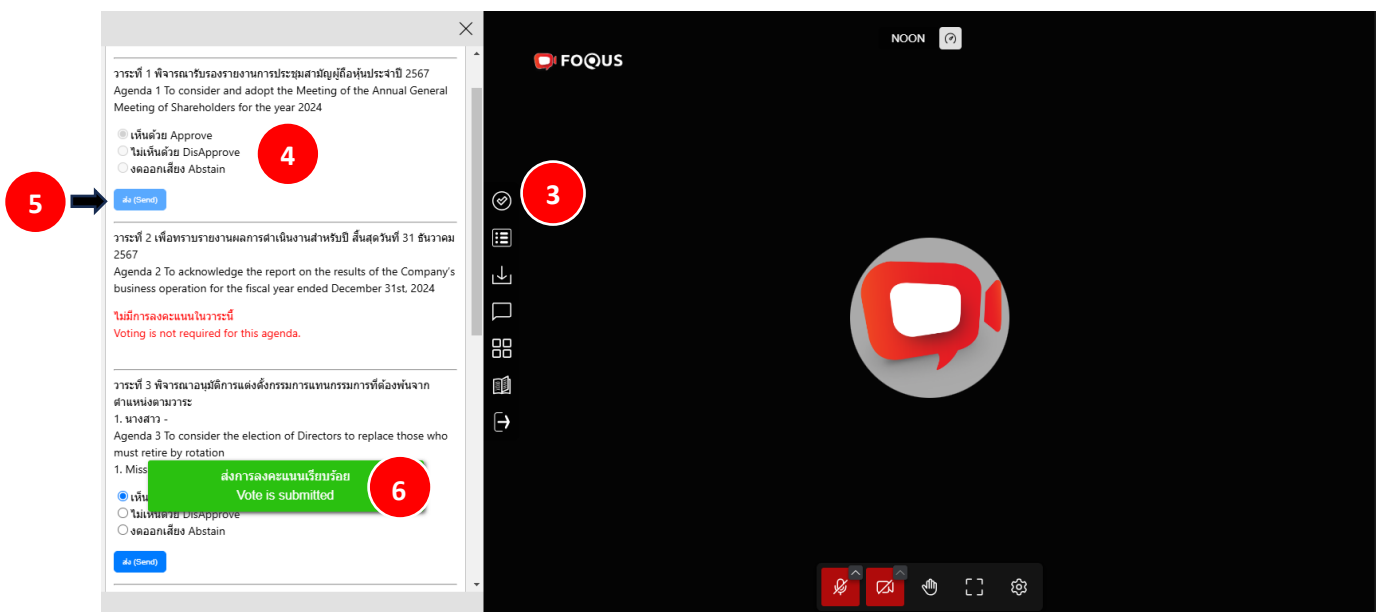 วาระที่ 1 พิจารณารับรองรายงานการประชุมสามัญผู้ถือหุ้นประจำปี 2567
Agenda 1 To consider and adopt the Meeting of the Annual General
Meeting of Shareholders for the year 2024
เห็นด้วย Approve
ไม่เห็นด้วย DisApprove
งดออกเสียง Abstain
4
5
ส่ง (Send)
วาระที่ 2 เพื่อทราบรายงานผลการดำเนินงานสำหรับปี สิ้นสุดวันที่ 31 ธันวาคม
2567
Agenda 2 To acknowledge the report on the results of the Company's
business operation for the fiscal year ended December 31st, 2024
ไม่มีการลงคะแนนในวาระนี้
Voting is not required for this agenda.
วาระที่ 3 พิจารณาอนุมัติการแต่งตั้งกรรมการแทนกรรมการที่ต้องพ้นจาก
ตำแหน่งตามวาระ
1. นางสาว -
Agenda 3 To consider the election of Directors to replace those who
must retire by rotation
1. Miss
ส่งการลงคะแนนเรียบร้อย
Vote is submitted
6
เห็น
ไม่เห็นด้วย DisApprove
งดออกเสียง Abstain
ส่ง (Send)
FOQUS
NOON
3